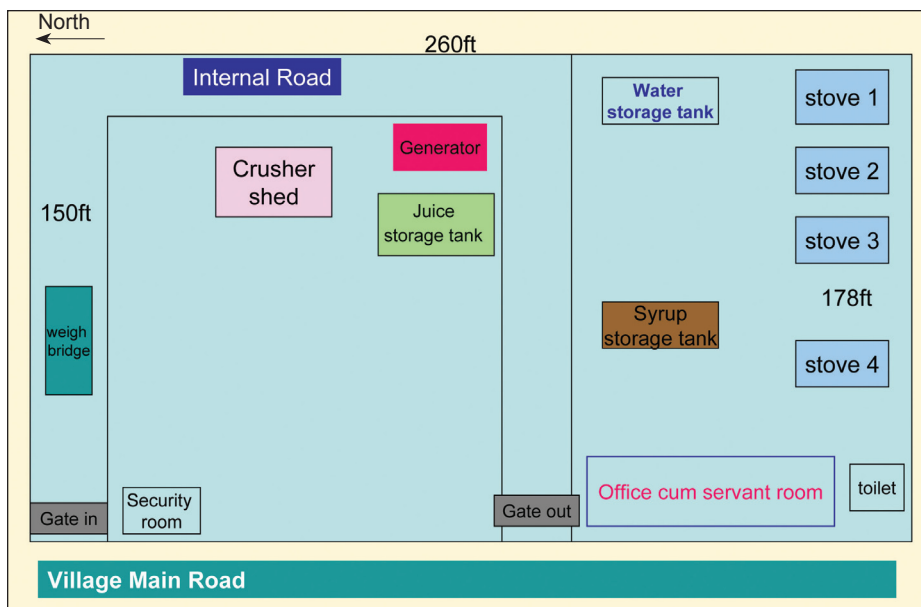 North
260ft
Internal Road
Water
storage tank
stove 1
Generator
Crusher
shed
stove 2
150ft
Juice
storage tank
stove 3
178ft
weigh
bridge
Syrup
storage tank
stove 4
Security
room
Gate in
Gate out
Office cum servant room
toilet
Village Main Road